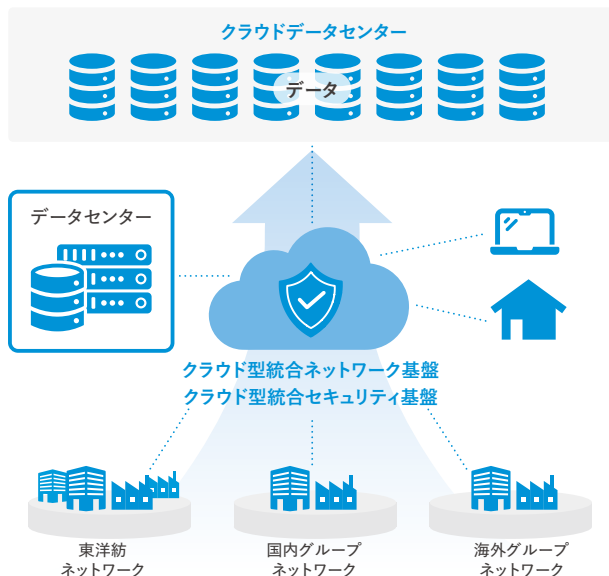 クラウドデータセンター
データ
データセンター
クラウド型統合ネットワーク基盤
クラウド型統合セキュリティ基盤
東洋紡
ネットワーク
国内グループ
ネットワーク
海外グループ
ネットワーク